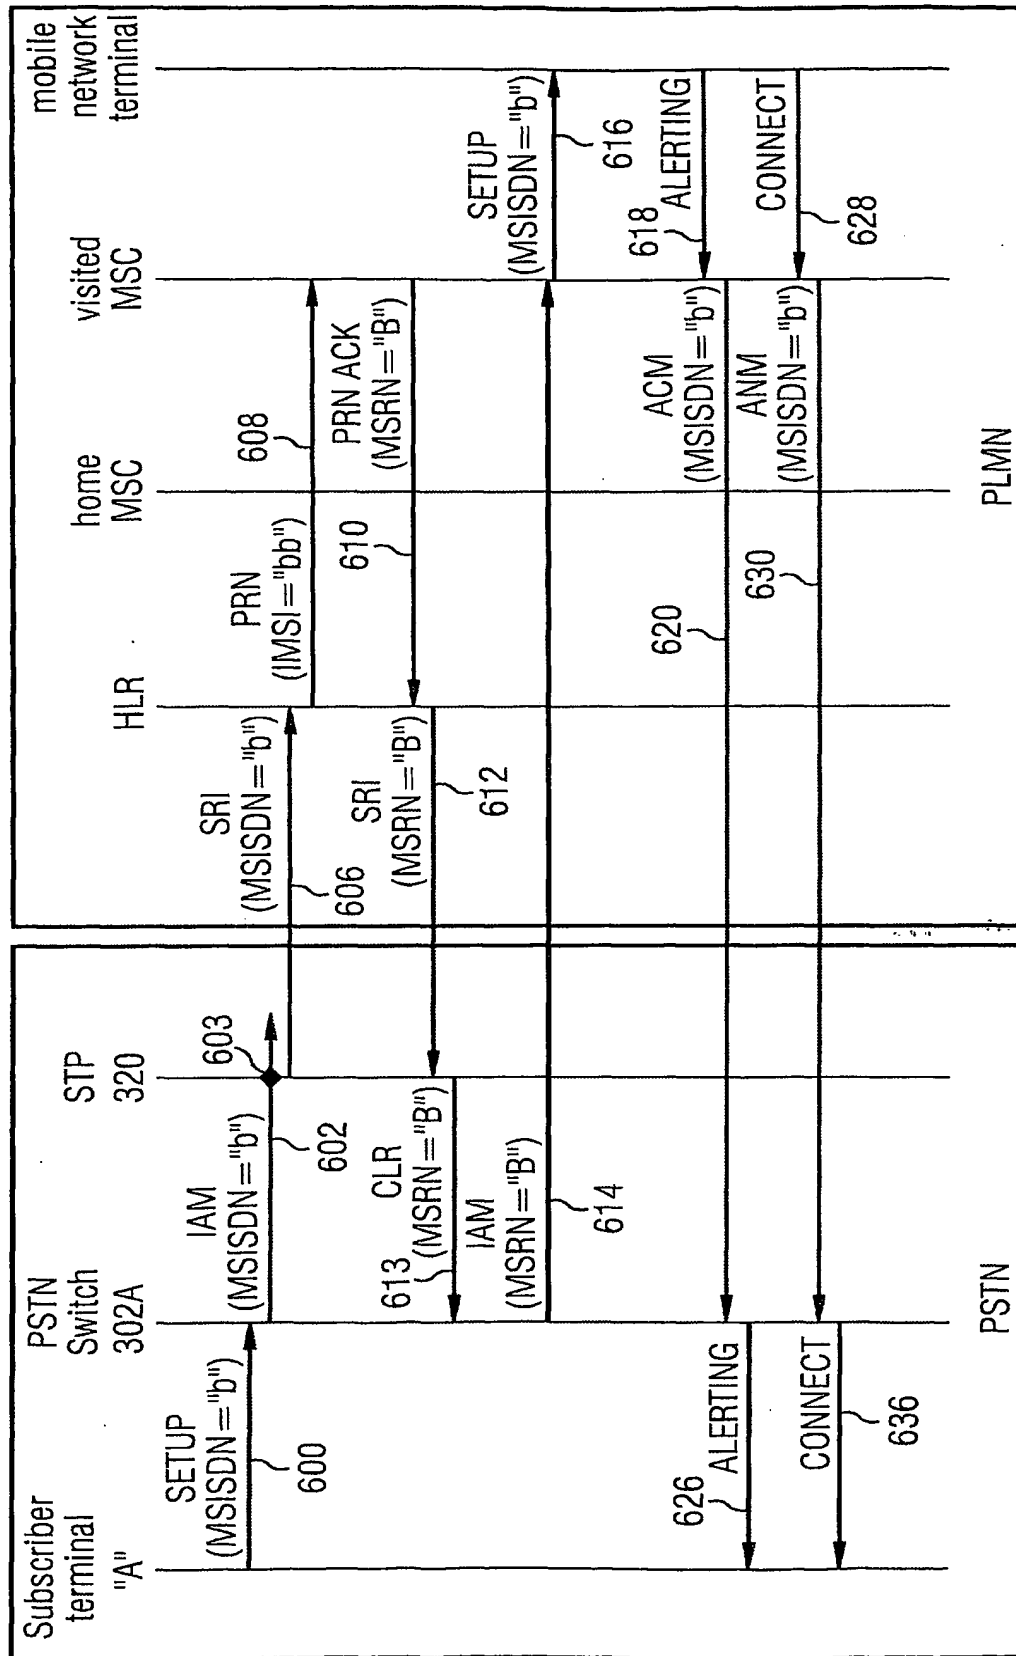 Subscriber
terminal
"A"
PSTN
Switch
302A
STP
320
HLR
home
MSC
visited
MSC
mobile
network
terminal
SETUP
(MSISDN="b")
600
IAM
(MSISDN="b")
602
603
SRI
(MSISDN="b")
606
PRN
(IMSI="bb")
608
PRN ACK
(MSRN="B")
610
SRI
(MSRN="B")
612
CLR
(MSRN="B")
613
IAM
(MSRN="B")
614
SETUP
(MSISDN="b")
616
ALERTING
618
ACM
(MSISDN="b")
620
ALERTING
626
CONNECT
628
ANM
(MSISDN="b")
630
CONNECT
636
PSTN
PLMN